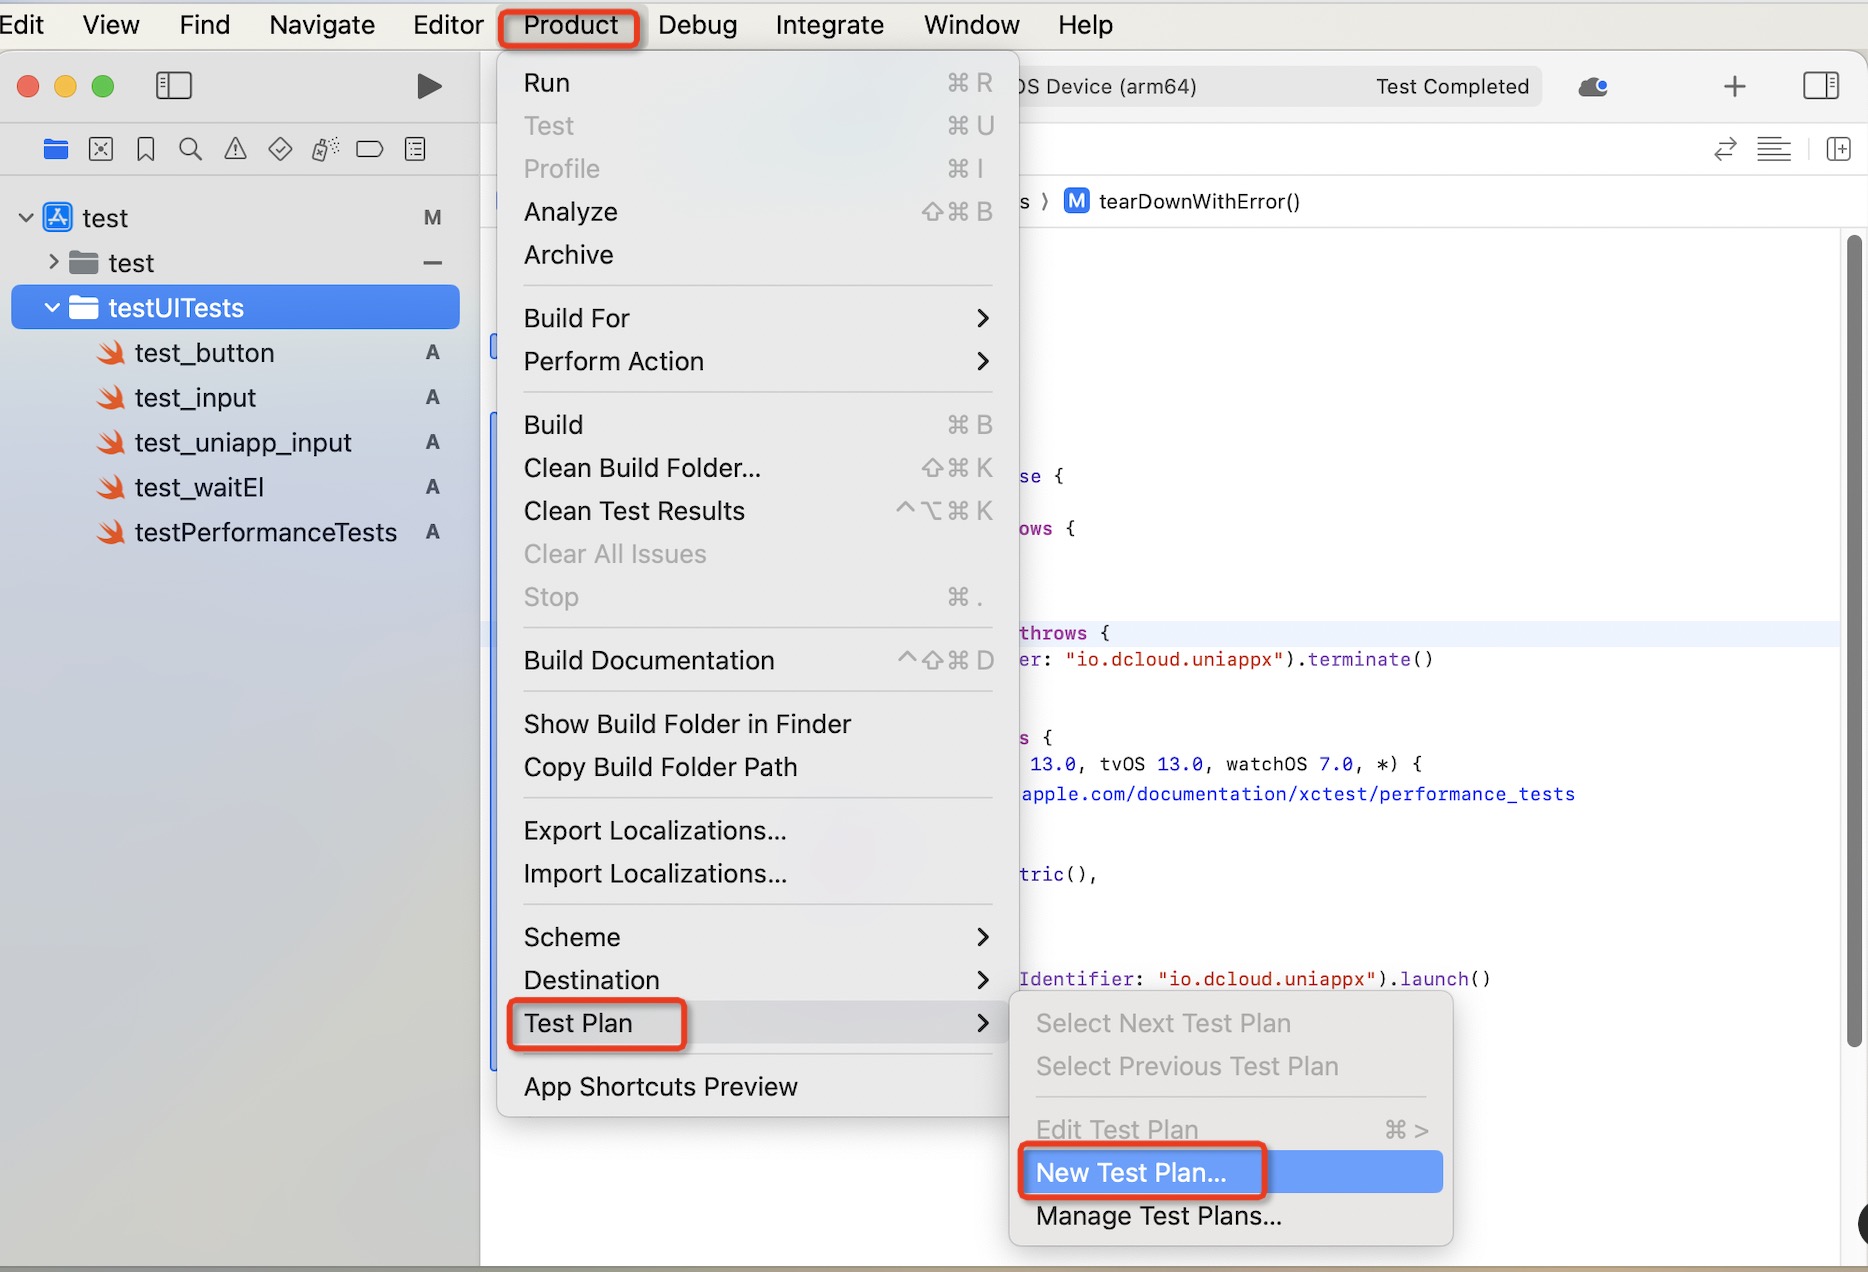 Edit View Find Navigate Editor Product Debug Integrate Window Help
OS Device (arm64) Test Completed
s 〉 M tearDownWithError()
test M
test
testUITests
test_button A
test_input A
test_uniapp_input A
test_waitEl A
testPerformanceTests A
Run ⌘ R
Test ⌘ U
Profile ⌘ I
Analyze ⇧⌘ B
Archive
Build For
Perform Action
Build ⌘ B
Clean Build Folder... ⇧⌘ K
Clean Test Results ^⌥⌘ K
Clear All Issues
Stop ⌘ .
Build Documentation ^⇧⌘ D
Show Build Folder in Finder
Copy Build Folder Path
Export Localizations...
Import Localizations...
Scheme
Destination
Test Plan
App Shortcuts Preview
Select Next Test Plan
Select Previous Test Plan
Edit Test Plan ⌘ >
New Test Plan...
Manage Test Plans...
se {
ows {
throws {
er: "io.dcloud.uniappx").terminate()
s {
13.0, tvOS 13.0, watchOS 7.0, *) {
apple.com/documentation/xctest/performance_tests
tric(),
Identifier: "io.dcloud.uniappx").launch()